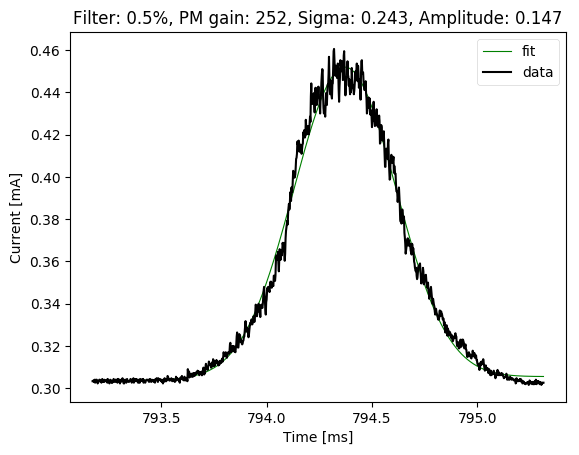 Filter: 0.5%, PM gain: 252, Sigma: 0.243, Amplitude: 0.147
fit
data
Current [mA]
0.46
0.44
0.42
0.40
0.38
0.36
0.34
0.32
0.30
793.5 794.0 794.5 795.0
Time [ms]